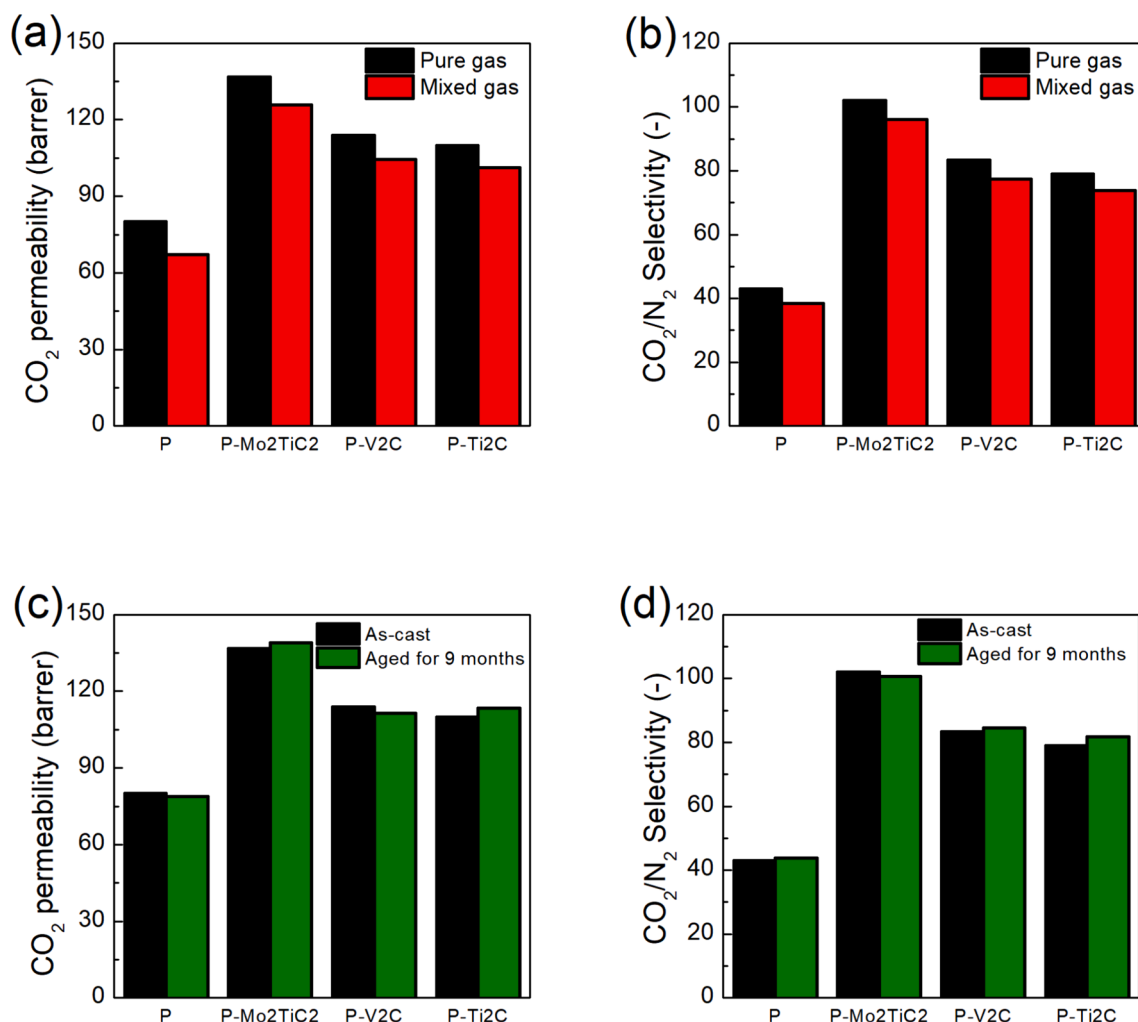 (a)
150
120
90
60
30
0
CO₂ permeability (barrer)
Pure gas
Mixed gas
P P-Mo2TiC2 P-V2C P-Ti2C
(b)
120
100
80
60
40
20
0
CO₂/N₂ Selectivity (-)
Pure gas
Mixed gas
P P-Mo2TiC2 P-V2C P-Ti2C
(c)
150
120
90
60
30
0
CO₂ permeability (barrer)
As-cast
Aged for 9 months
P P-Mo2TiC2 P-V2C P-Ti2C
(d)
120
100
80
60
40
20
0
CO₂/N₂ Selectivity (-)
As-cast
Aged for 9 months
P P-Mo2TiC2 P-V2C P-Ti2C